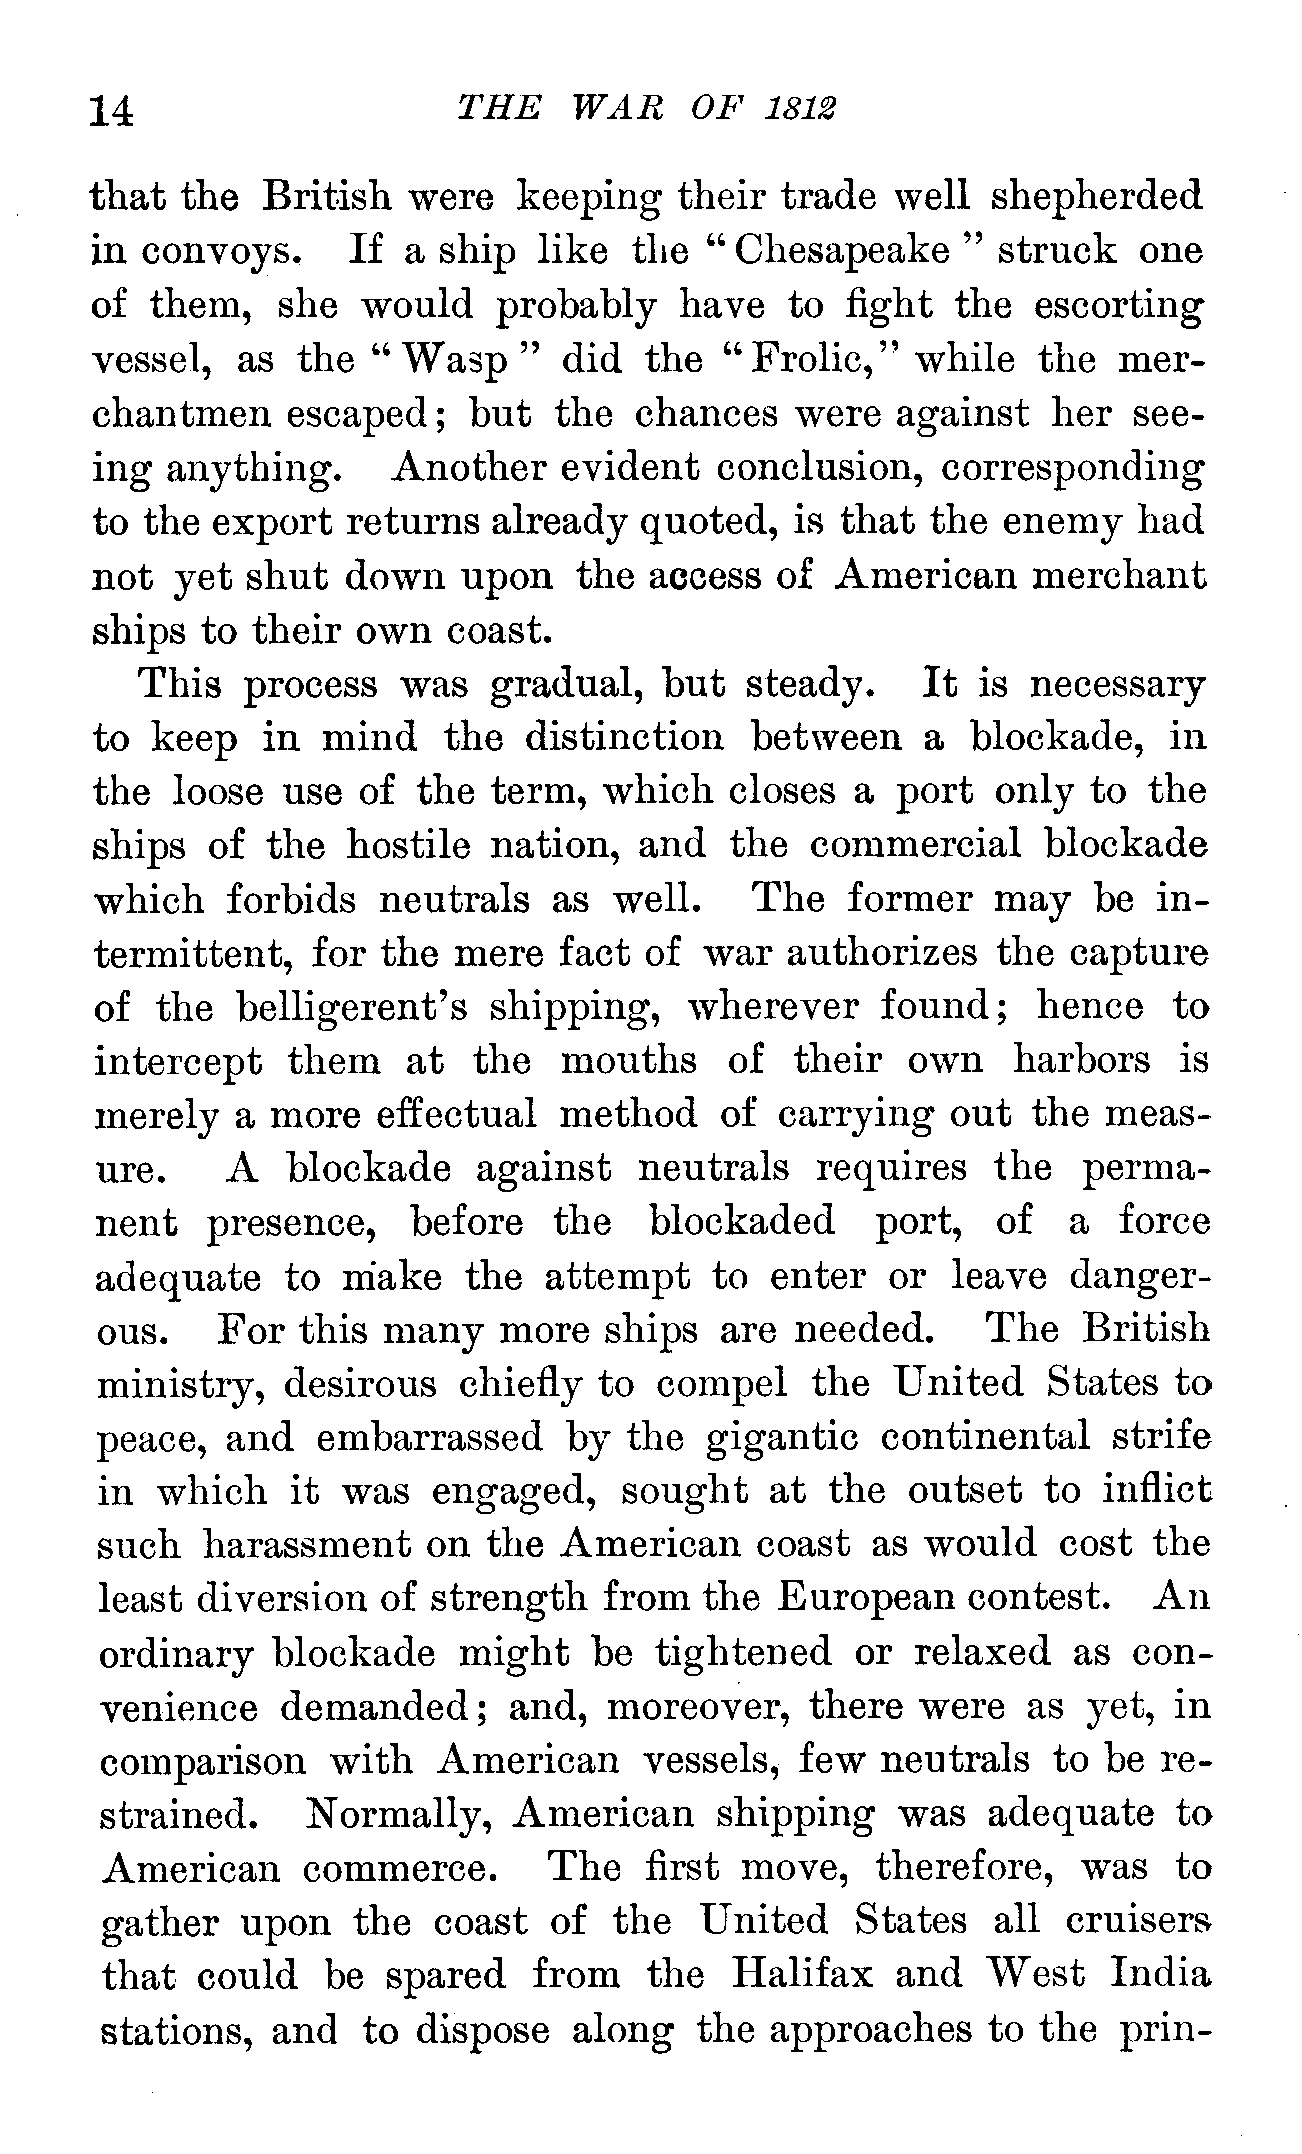 14 THE WAR OF 1812
that the British were keeping their trade well shepherded
in convoys. If a ship like the “Chesapeake” struck one
of them, she would probably have to fight the escorting
vessel, as the “Wasp” did the “Frolic,” while the mer-
chantmen escaped; but the chances were against her see-
ing anything. Another evident conclusion, corresponding
to the export returns already quoted, is that the enemy had
not yet shut down upon the access of American merchant
ships to their own coast.
This process was gradual, but steady. It is necessary
to keep in mind the distinction between a blockade, in
the loose use of the term, which closes a port only to the
ships of the hostile nation, and the commercial blockade
which forbids neutrals as well. The former may be in-
termittent, for the mere fact of war authorizes the capture
of the belligerent’s shipping, wherever found; hence to
intercept them at the mouths of their own harbors is
merely a more effectual method of carrying out the meas-
ure. A blockade against neutrals requires the perma-
nent presence, before the blockaded port, of a force
adequate to make the attempt to enter or leave danger-
ous. For this many more ships are needed. The British
ministry, desirous chiefly to compel the United States to
peace, and embarrassed by the gigantic continental strife
in which it was engaged, sought at the outset to inflict
such harassment on the American coast as would cost the
least diversion of strength from the European contest. An
ordinary blockade might be tightened or relaxed as con-
venience demanded; and, moreover, there were as yet, in
comparison with American vessels, few neutrals to be re-
strained. Normally, American shipping was adequate to
American commerce. The first move, therefore, was to
gather upon the coast of the United States all cruisers
that could be spared from the Halifax and West India
stations, and to dispose along the approaches to the prin-